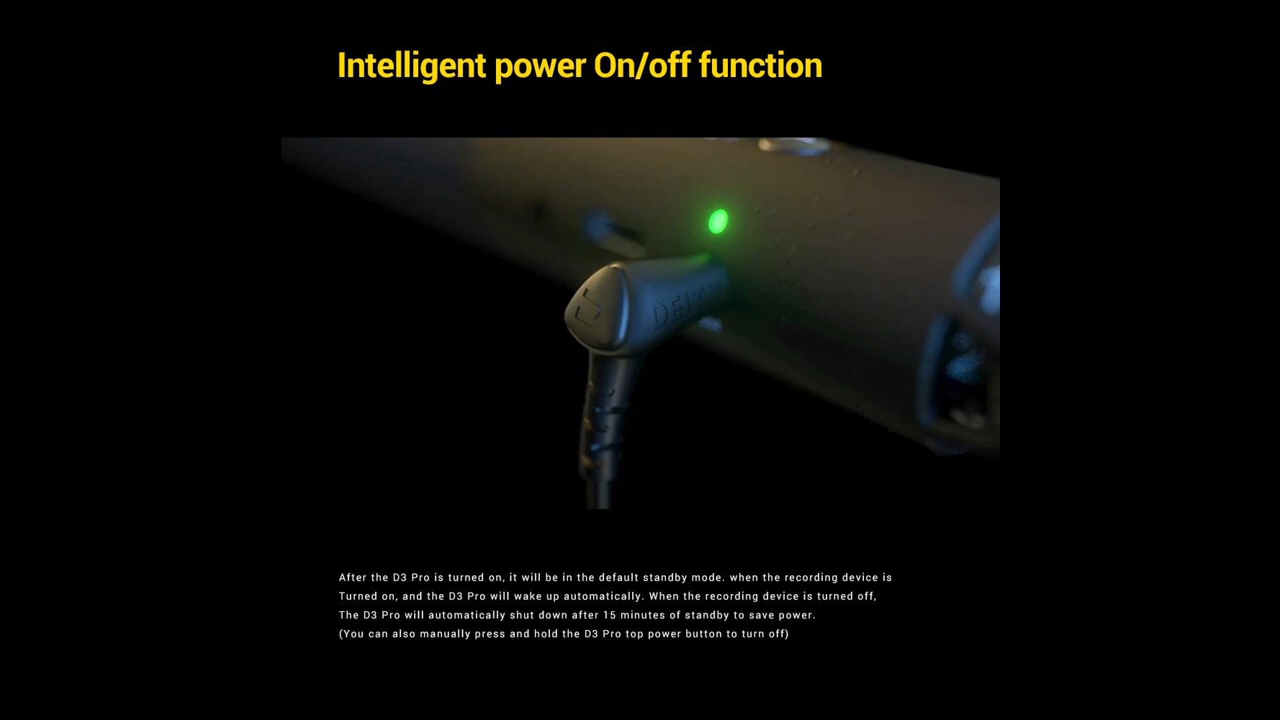 Intelligent power On/off function
After the D3 Pro is turned on, it will be in the default standby mode. when the recording device is
Turned on, and the D3 Pro will wake up automatically. When the recording device is turned off,
The D3 Pro will automatically shut down after 15 minutes of standby to save power.
(You can also manually press and hold the D3 Pro top power button to turn off)